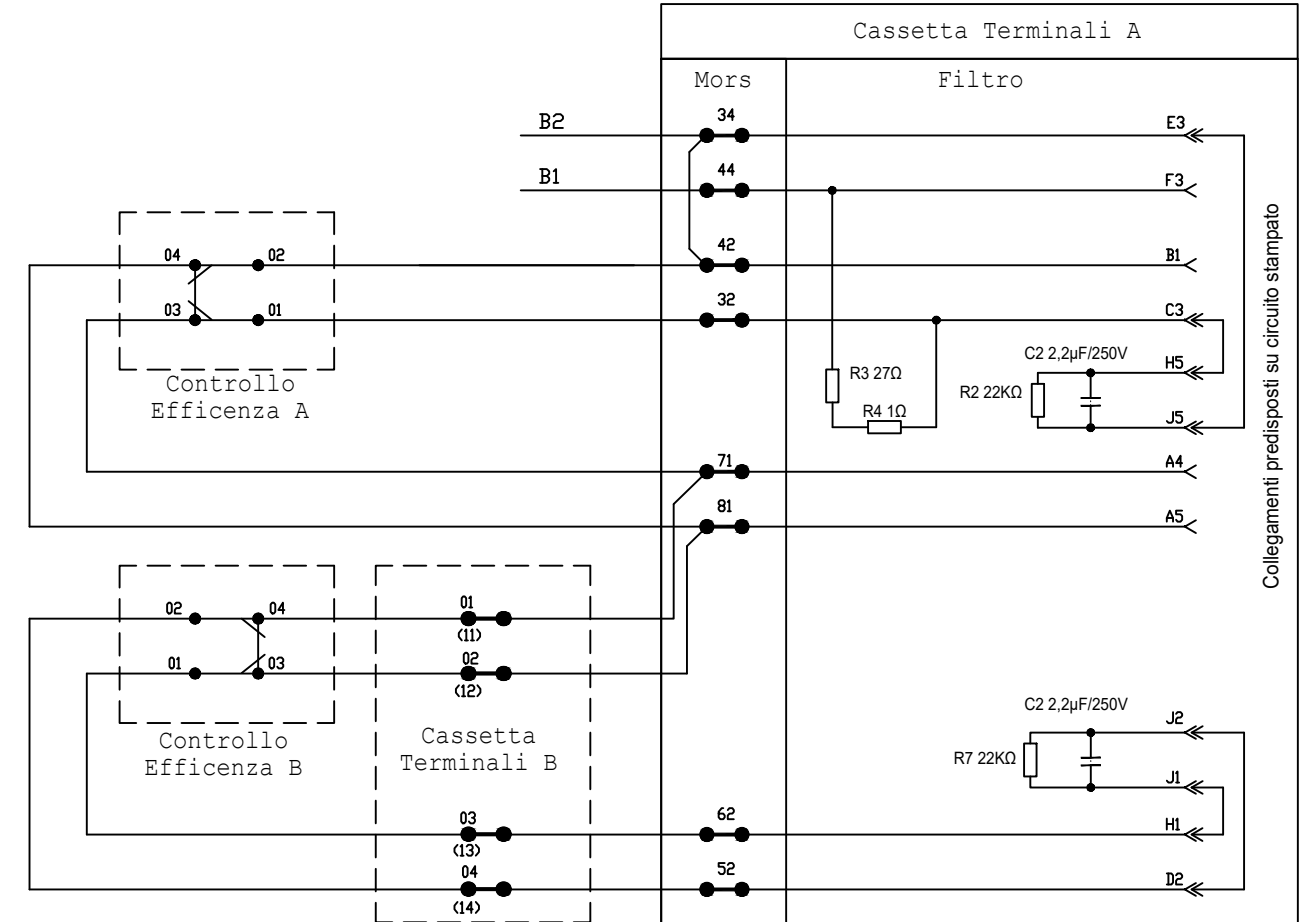 Cassetta Terminali A
Mors
Filtro
B2
34
E3
B1
44
F3
04
02
42
B1
03
01
32
C3
Controllo
Efficenza A
R3 27Ω
R4 1Ω
C2 2,2µF/250V
R2 22KΩ
H5
J5
71
A4
81
A5
Collegamenti predisposti su circuito stampato
02
04
01
(11)
01
03
02
(12)
Controllo
Efficenza B
Cassetta
Terminali B
C2 2,2µF/250V
J2
R7 22KΩ
J1
03
(13)
62
H1
04
(14)
52
D2